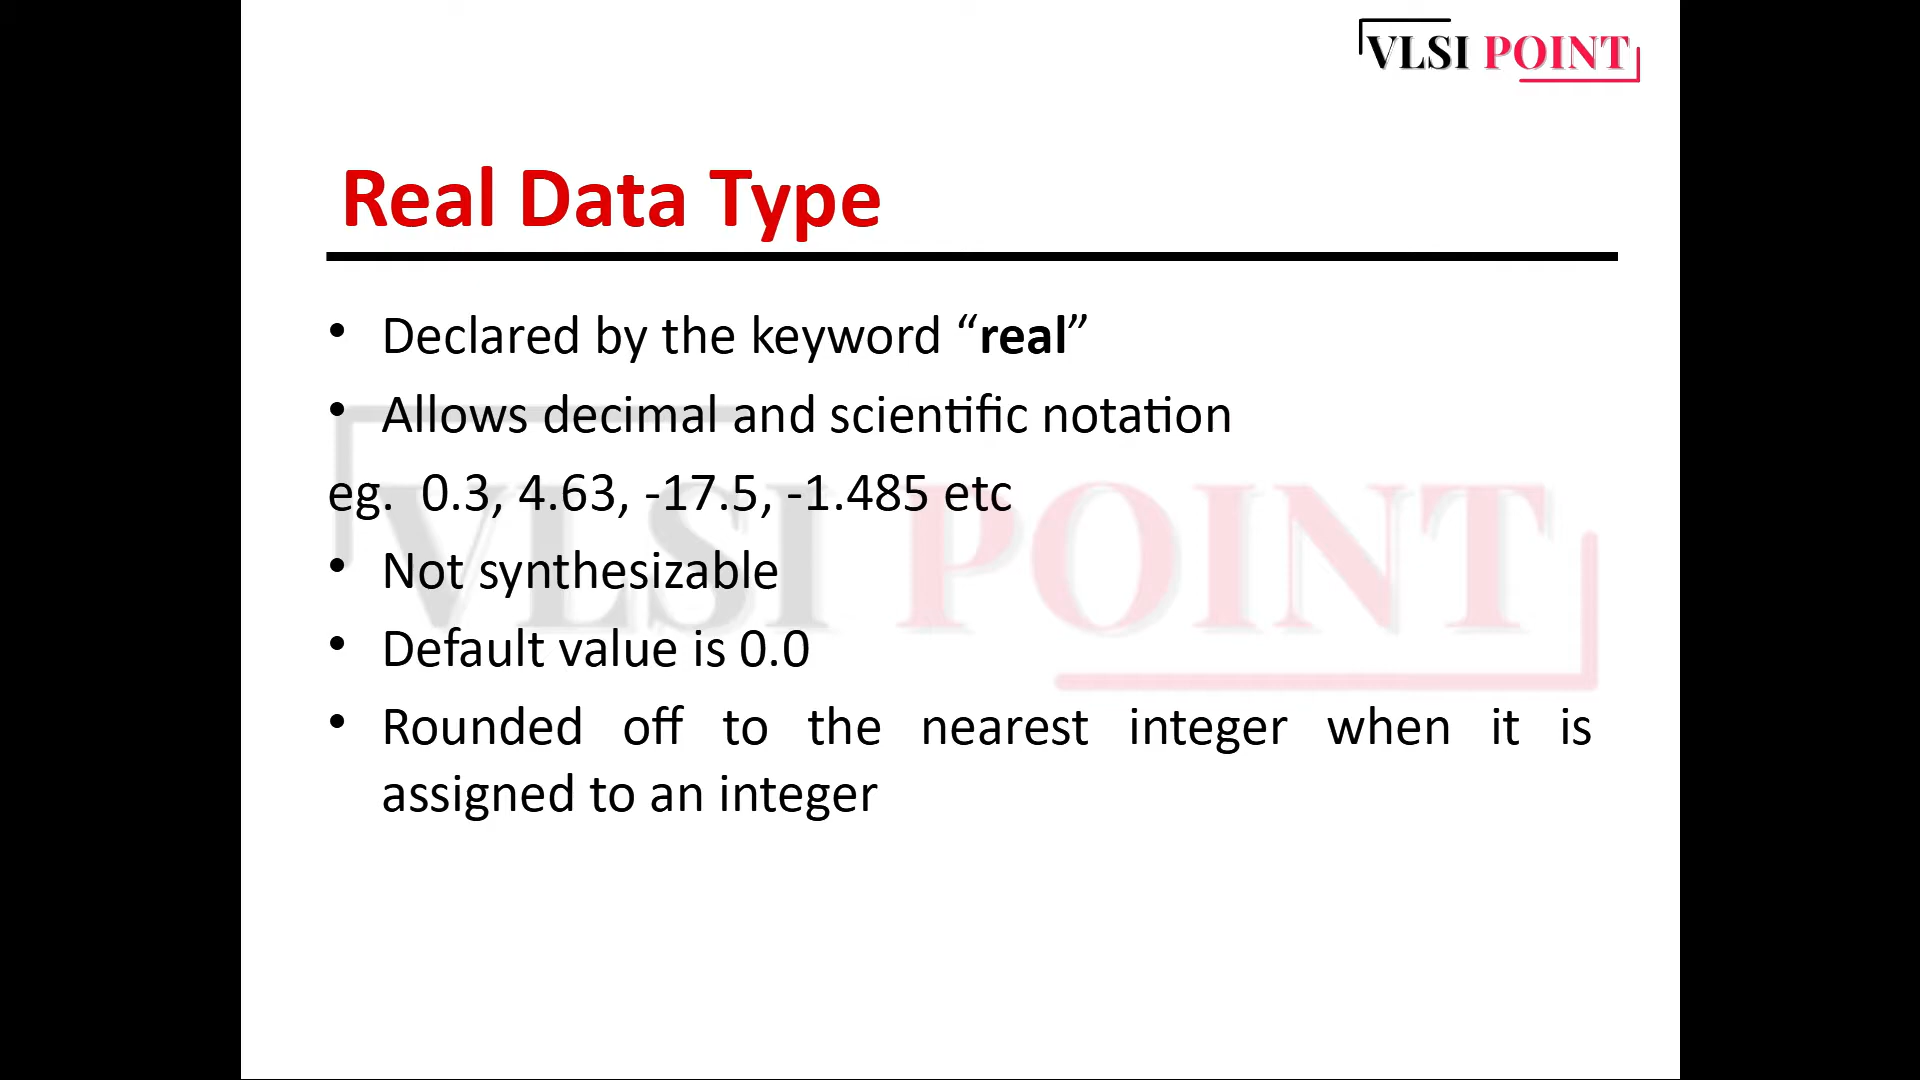 VLSI POINT
Real Data Type
• Declared by the keyword “real”
• Allows decimal and scientific notation
eg. 0.3, 4.63, -17.5, -1.485 etc
• Not synthesizable
• Default value is 0.0
• Rounded off to the nearest integer when it is
assigned to an integer
VLSI POINT